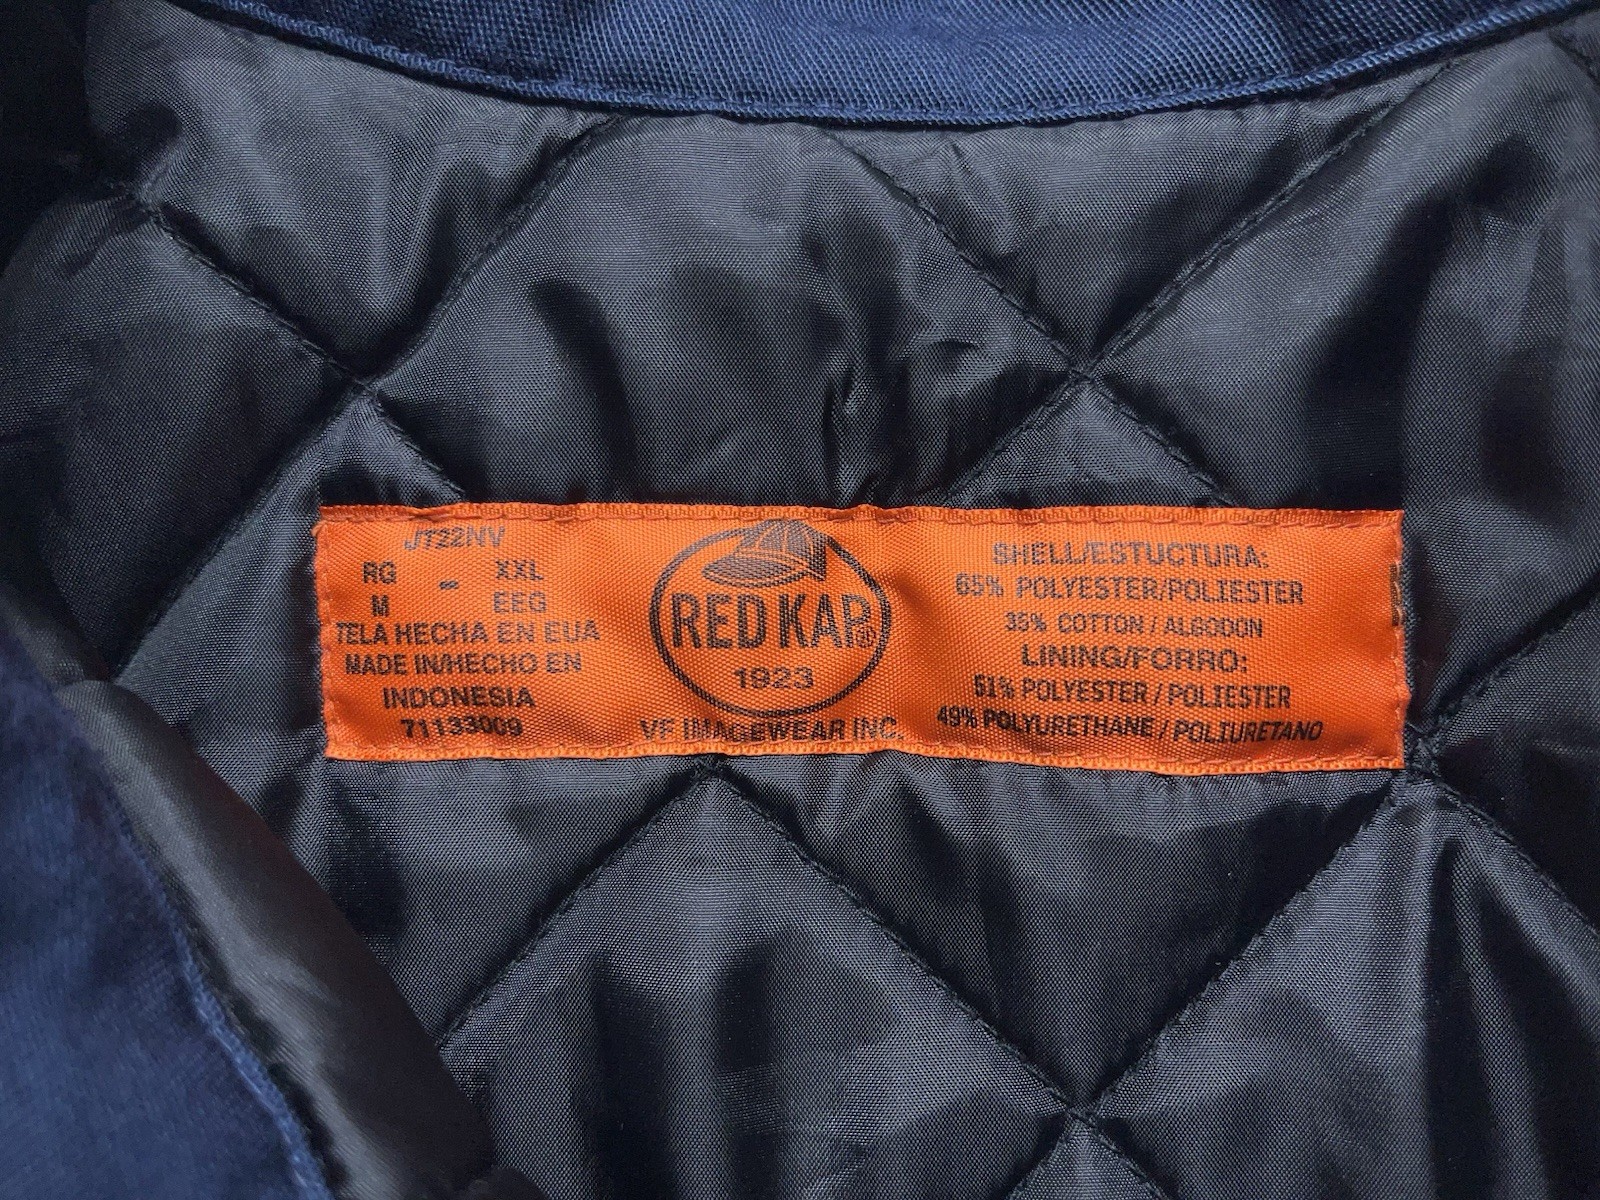 JT22NV
RG - XXL
M EEG
TELA HECHA EN EUA
MADE IN/HECHO EN
INDONESIA
71133009
RED KAP®
1923
VF IMAGEWEAR INC.
SHELL/ESTUCTURA:
65% POLYESTER/POLIESTER
35% COTTON / ALGODON
LINING/FORRO:
51% POLYESTER / POLIESTER
49% POLYURETHANE / POLIURETANO